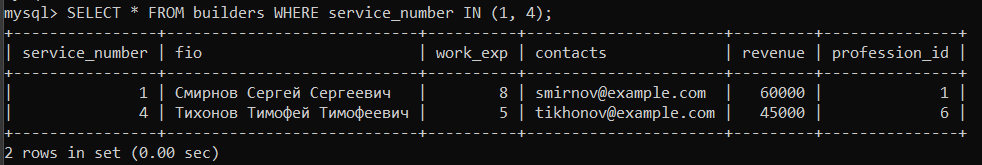 mysql> SELECT * FROM builders WHERE service_number IN (1, 4);
+----------------+--------------------------+----------+----------------------+---------+---------------+
| service_number | fio                      | work_exp | contacts             | revenue | profession_id |
+----------------+--------------------------+----------+----------------------+---------+---------------+
|              1 | Смирнов Сергей Сергеевич |        8 | smirnov@example.com  |   60000 |             1 |
|              4 | Тихонов Тимофей Тимофеевич |        5 | tikhonov@example.com |   45000 |             6 |
+----------------+--------------------------+----------+----------------------+---------+---------------+
2 rows in set (0.00 sec)